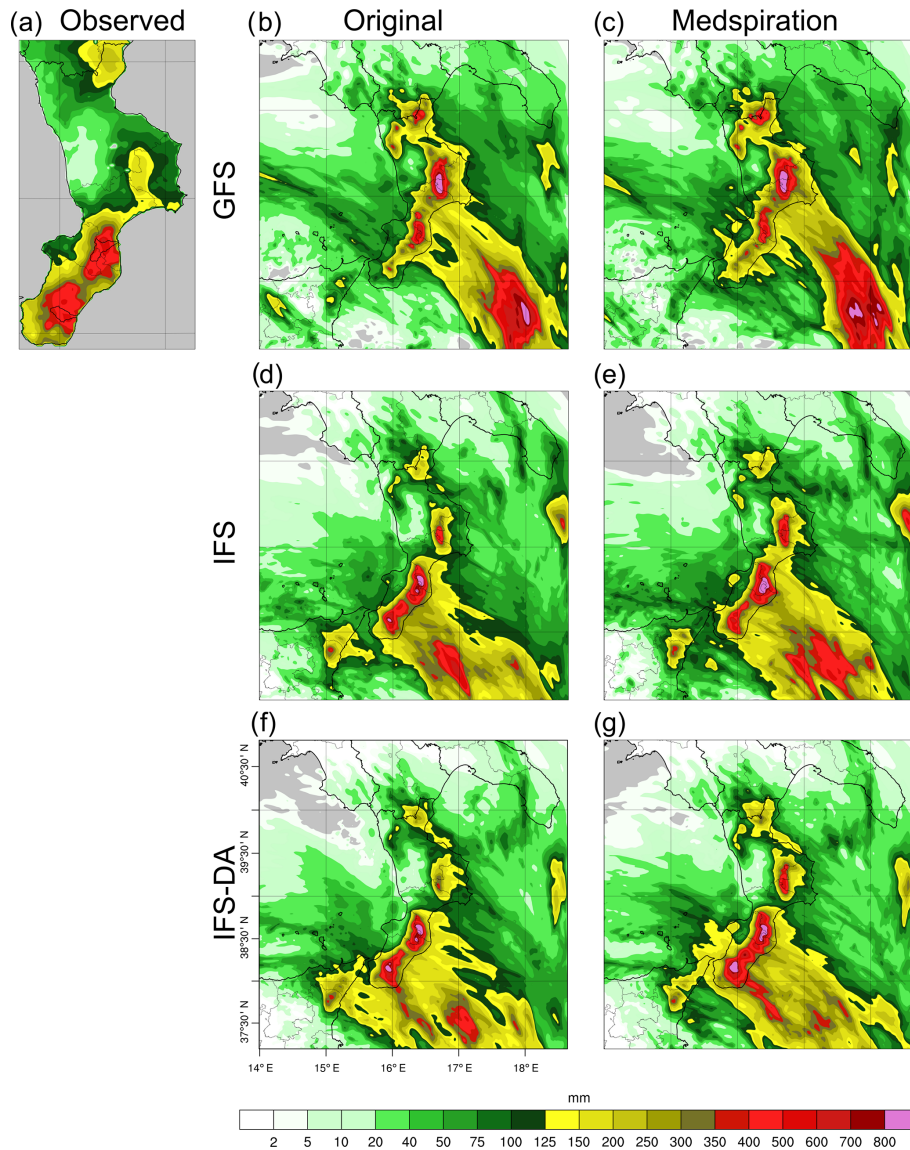 (a) Observed
(b) Original
(c) Medspiration
GFS
(d)
(e)
IFS
(f)
(g)
IFS-DA
40°30' N
39°30' N
38°30' N
37°30' N
14° E 15° E 16° E 17° E 18° E
mm
2 5 10 20 40 50 75 100 125 150 200 250 300 350 400 500 600 700 800